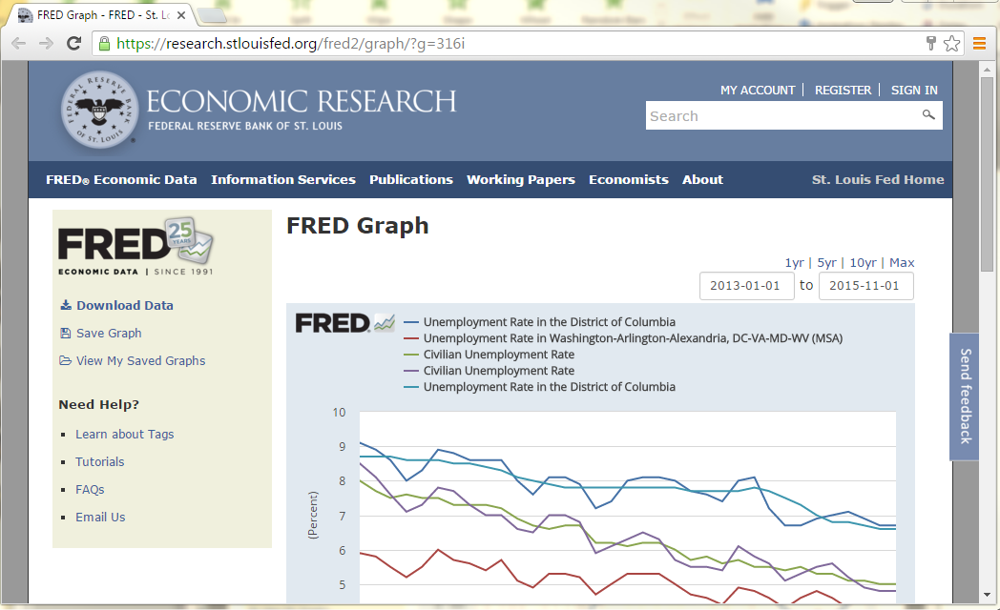 FRED Graph - FRED - St. Lo
https://research.stlouisfed.org/fred2/graph/?g=316i
FEDERAL RESERVE BANK OF ST. LOUIS
ECONOMIC RESEARCH
FEDERAL RESERVE BANK OF ST. LOUIS
MY ACCOUNT | REGISTER | SIGN IN
Search
FRED® Economic Data Information Services Publications Working Papers Economists About St. Louis Fed Home
FRED 25 YEARS
ECONOMIC DATA | SINCE 1991
Download Data
Save Graph
View My Saved Graphs
Need Help?
Learn about Tags
Tutorials
FAQs
Email Us
FRED Graph
1yr | 5yr | 10yr | Max
2013-01-01 to 2015-11-01
FRED
Unemployment Rate in the District of Columbia
Unemployment Rate in Washington-Arlington-Alexandria, DC-VA-MD-WV (MSA)
Civilian Unemployment Rate
Civilian Unemployment Rate
Unemployment Rate in the District of Columbia
(Percent)
10
9
8
7
6
5
Send feedback